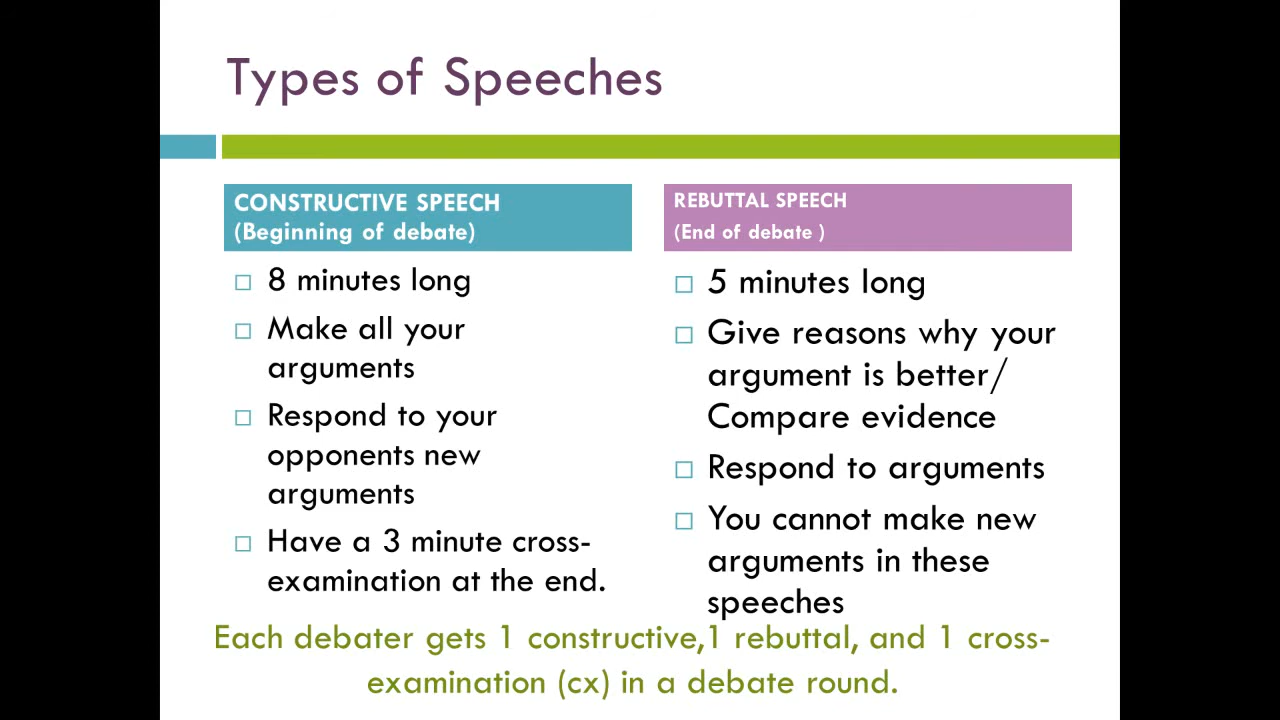 Types of Speeches
CONSTRUCTIVE SPEECH
(Beginning of debate)
8 minutes long
Make all your
arguments
Respond to your
opponents new
arguments
Have a 3 minute cross-
examination at the end.
REBUTTAL SPEECH
(End of debate )
5 minutes long
Give reasons why your
argument is better/
Compare evidence
Respond to arguments
You cannot make new
arguments in these
speeches
Each debater gets 1 constructive,1 rebuttal, and 1 cross-
examination (cx) in a debate round.